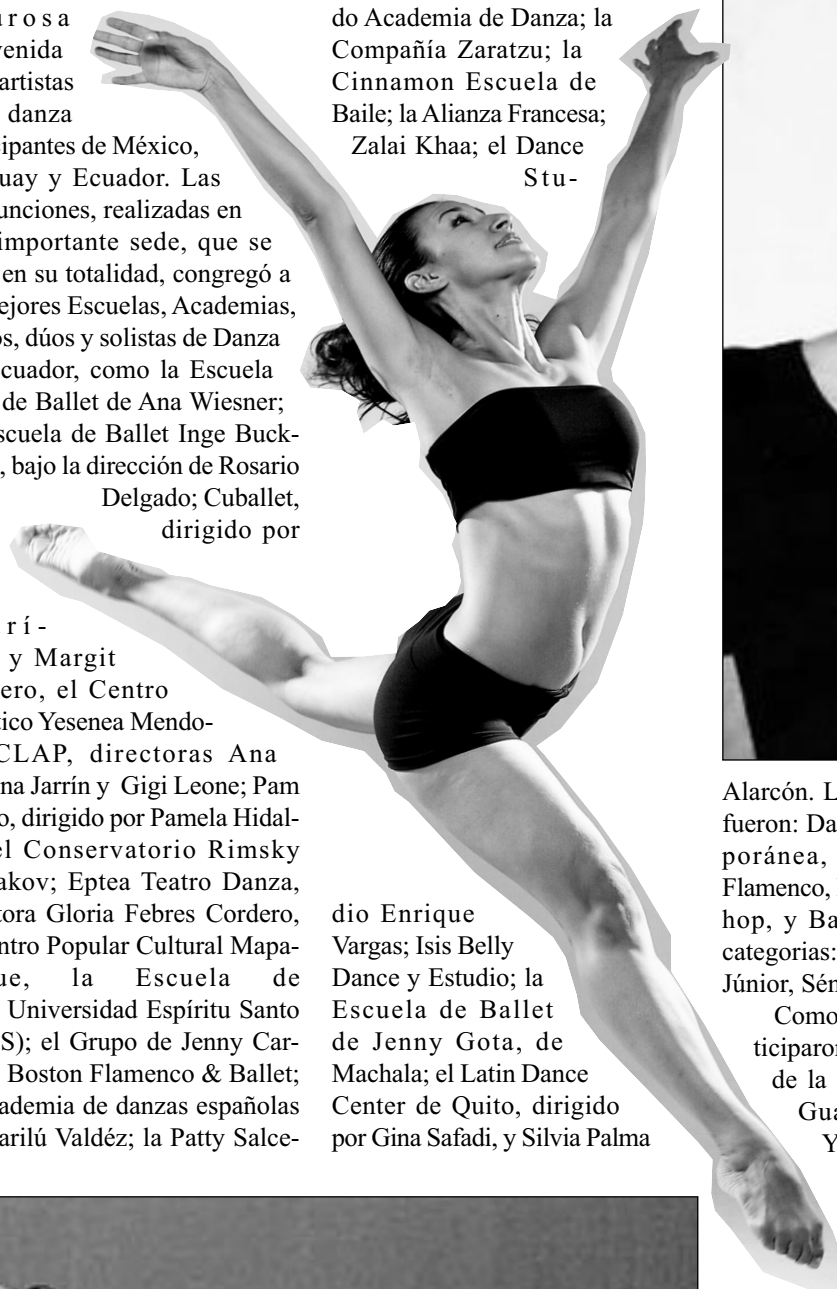 urosa
venida
artistas
danza
cipantes de México,
uay y Ecuador. Las
unciones, realizadas en
importante sede, que se
en su totalidad, congregó a
ejores Escuelas, Academias,
os, dúos y solistas de Danza
cuador, como la Escuela
de Ballet de Ana Wiesner;
scuela de Ballet Inge Buck-
, bajo la dirección de Rosario
Delgado; Cuballet,
dirigido por
rí-
y Margit
ero, el Centro
tico Yesenea Mendo-
CLAP, directoras Ana
na Jarrín y Gigi Leone; Pam
o, dirigido por Pamela Hidal-
el Conservatorio Rimsky
akov; Eptea Teatro Danza,
tora Gloria Febres Cordero,
ntro Popular Cultural Mapa-
ue, la Escuela de
Universidad Espíritu Santo
S); el Grupo de Jenny Car-
Boston Flamenco & Ballet;
ademia de danzas españolas
arilú Valdéz; la Patty Salce-
do Academia de Danza; la
Compañía Zaratzu; la
Cinnamon Escuela de
Baile; la Alianza Francesa;
Zalai Khaa; el Dance
Stu-
dio Enrique
Vargas; Isis Belly
Dance y Estudio; la
Escuela de Ballet
de Jenny Gota, de
Machala; el Latin Dance
Center de Quito, dirigido
por Gina Safadi, y Silvia Palma
Alarcón. L
fueron: Da
poránea,
Flamenco,
hop, y Ba
categorias:
Júnior, Sén
Como
ticiparon
de la
Gua
Y